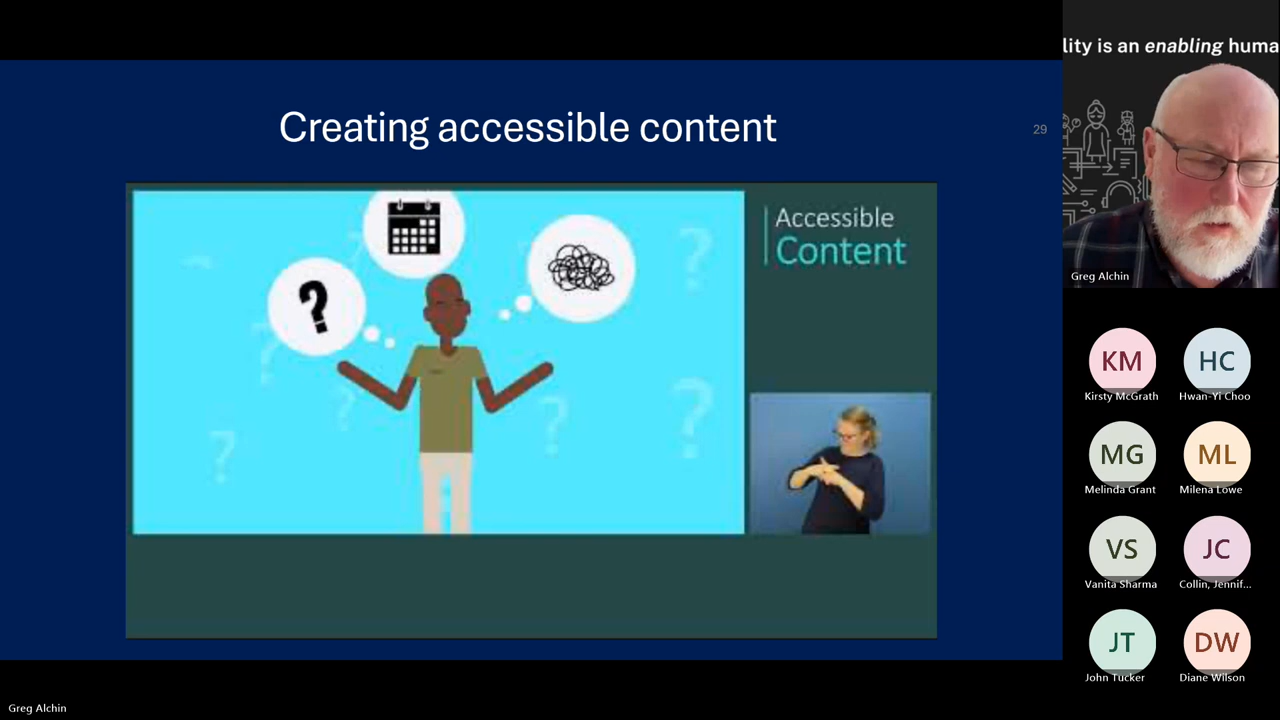 Creating accessible content
29
Accessible
Content
?
lity is an enabling huma
Greg Alchin
KM
Kirsty McGrath
HC
Hwan-Yi Choo
MG
Melinda Grant
ML
Milena Lowe
VS
Vanita Sharma
JC
Collin, Jennif...
JT
John Tucker
DW
Diane Wilson
Greg Alchin